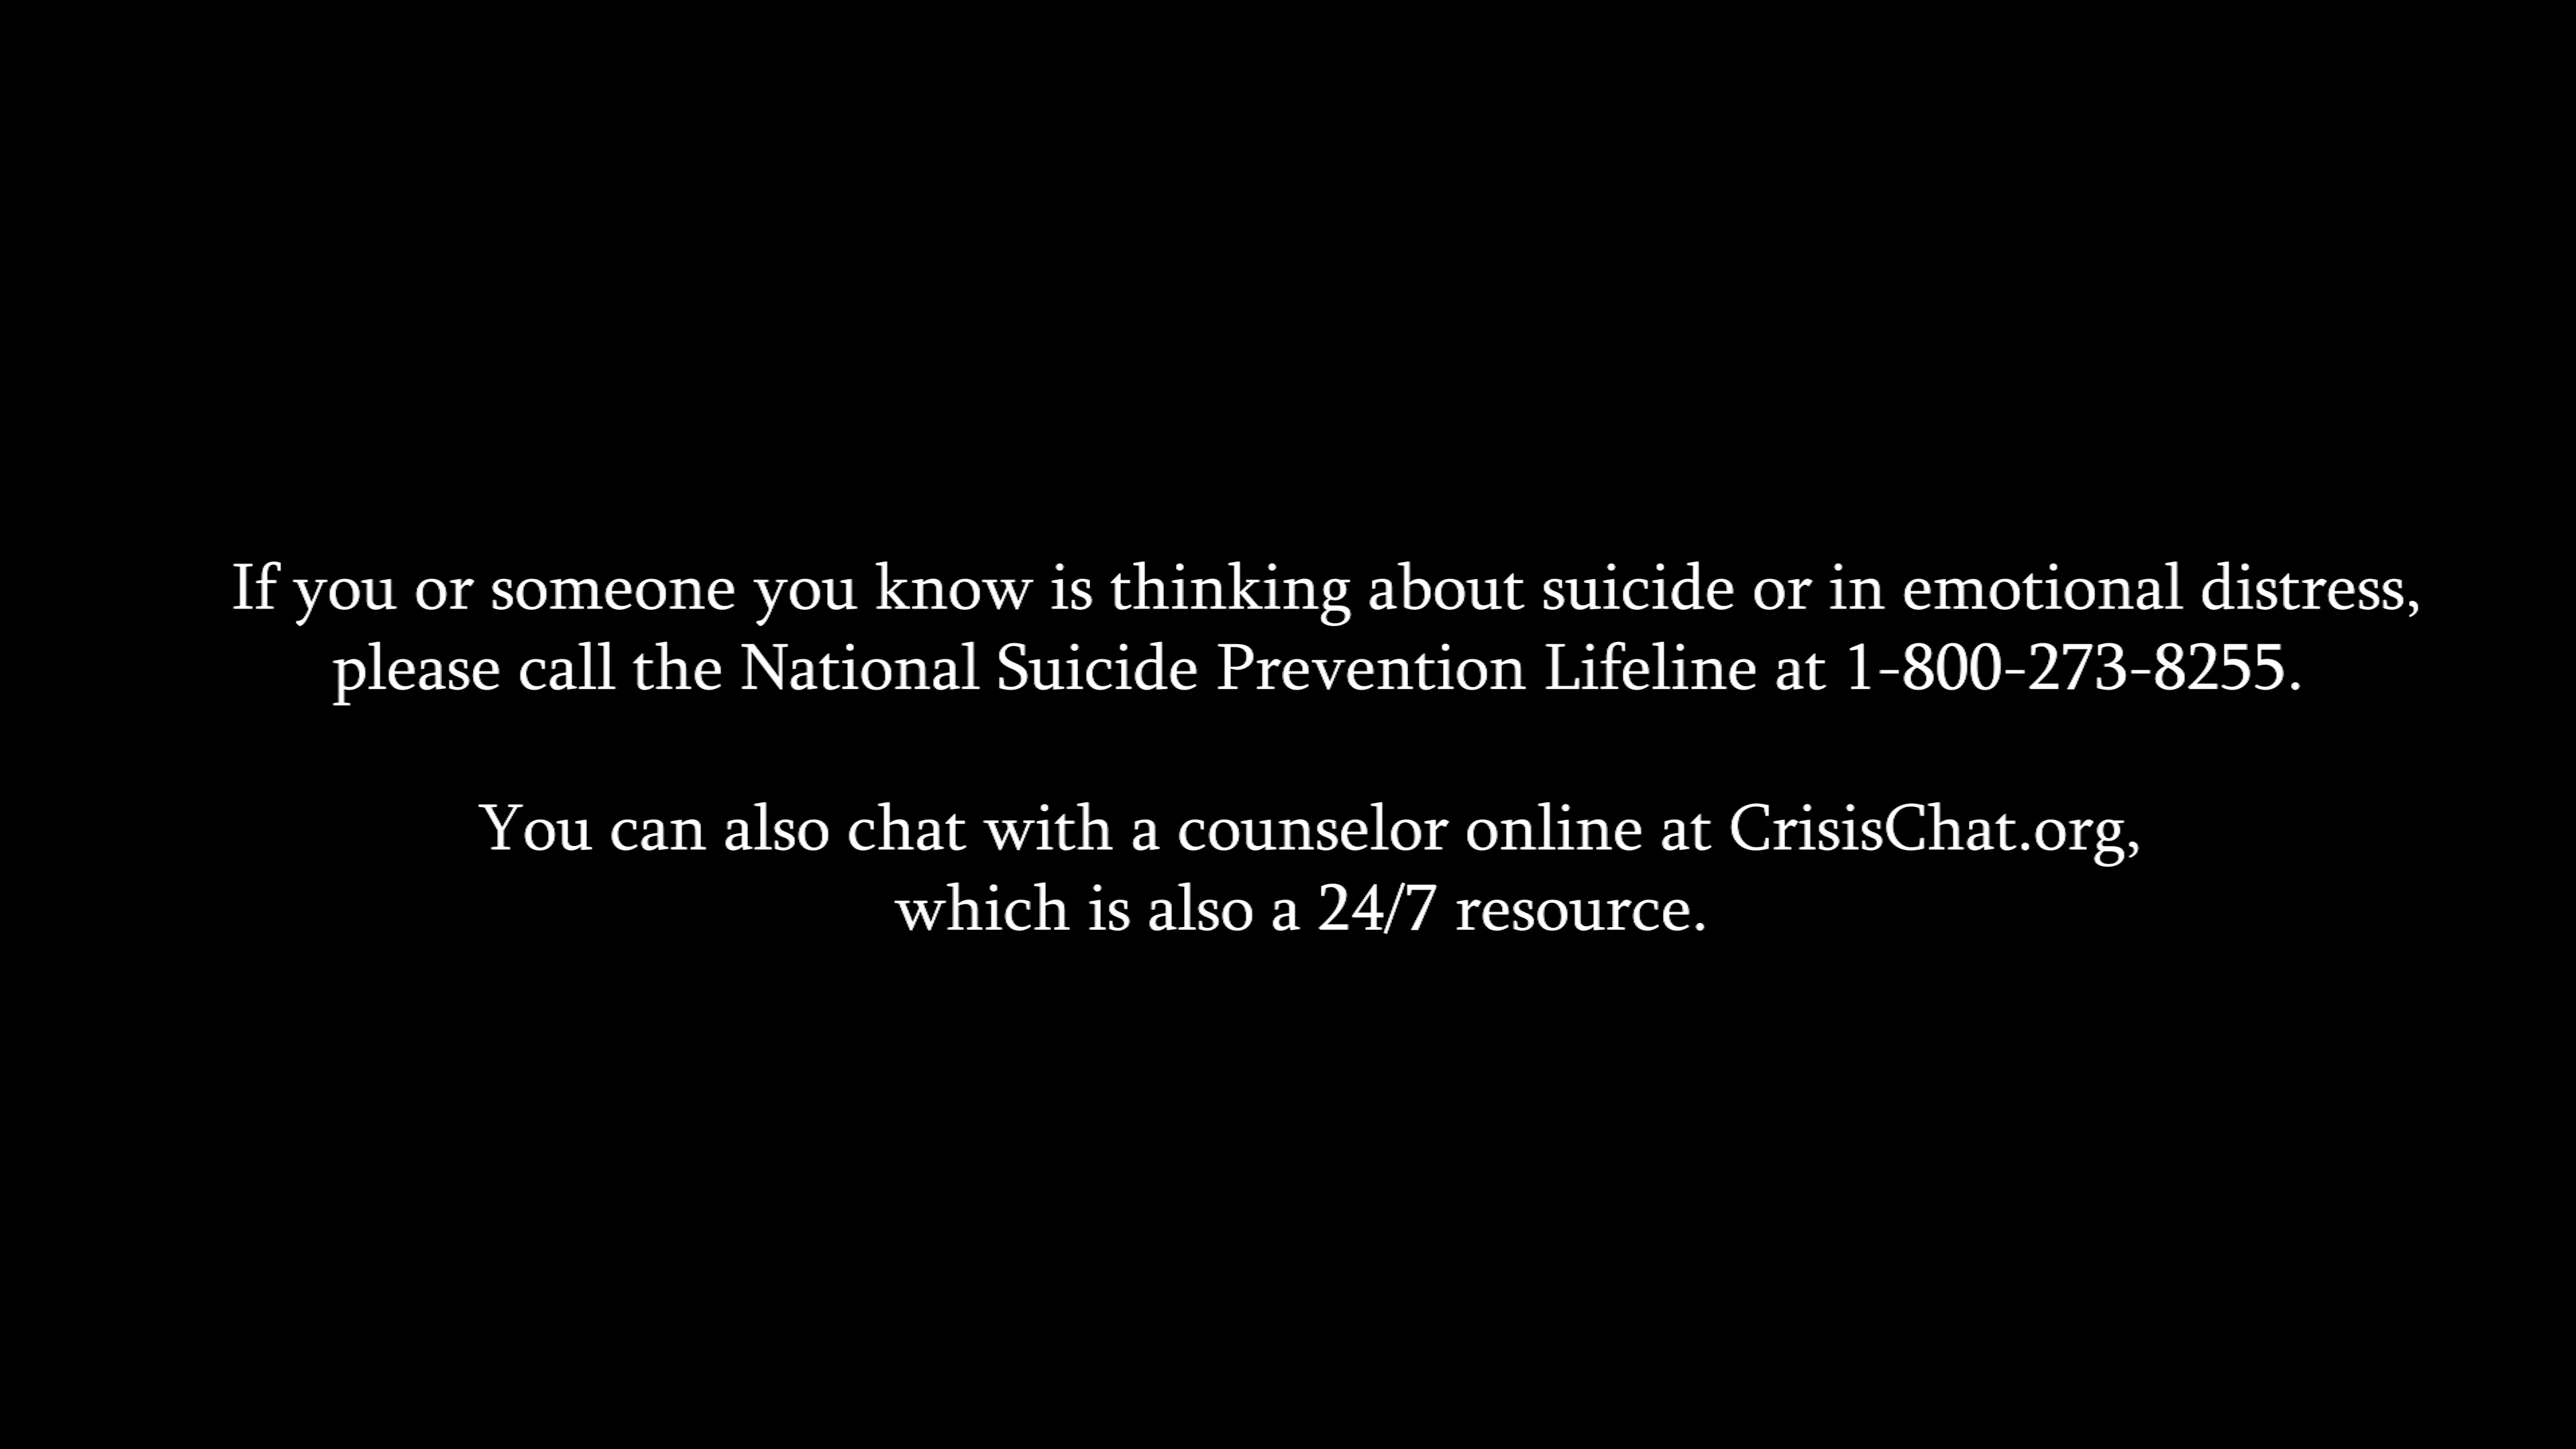 If you or someone you know is thinking about suicide or in emotional distress,
please call the National Suicide Prevention Lifeline at 1-800-273-8255.
You can also chat with a counselor online at CrisisChat.org,
which is also a 24/7 resource.